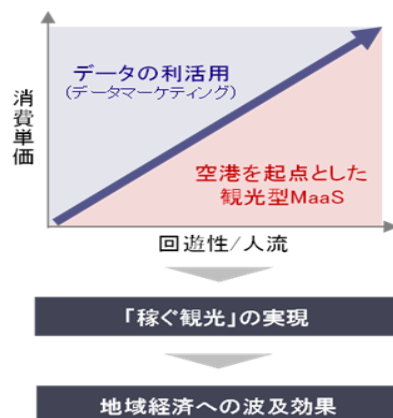 データの利活用
(データマーケティング)
消費単価
空港を起点とした
観光型MaaS
回遊性/人流
「稼ぐ観光」の実現
地域経済への波及効果